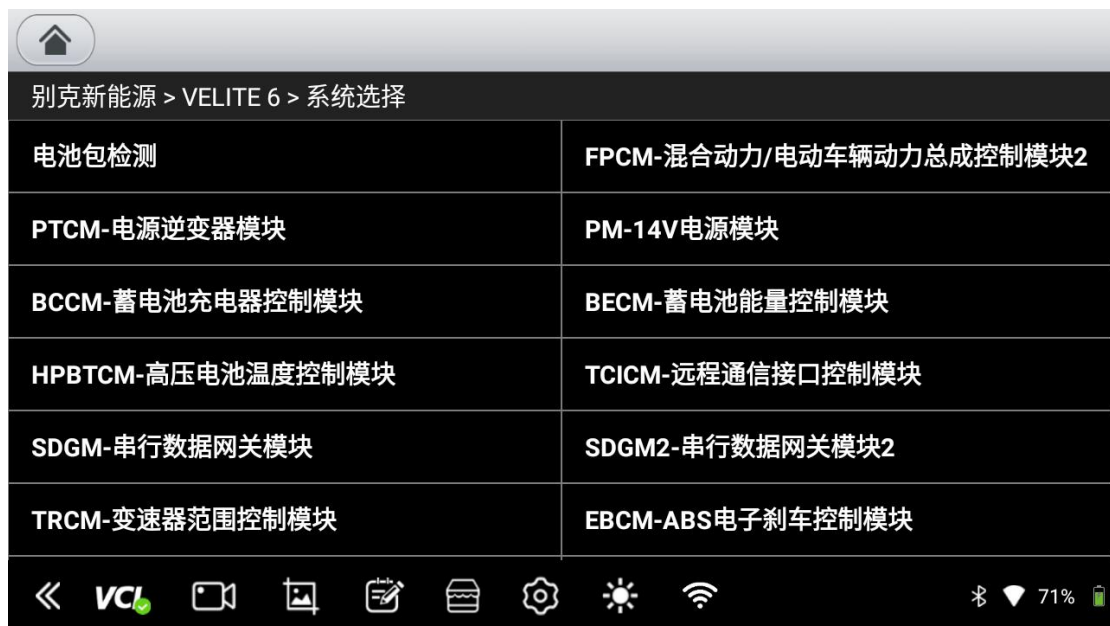 别克新能源 > VELITE 6 > 系统选择
电池包检测
FPCM-混合动力/电动车辆动力总成控制模块2
PTCM-电源逆变器模块
PM-14V电源模块
BCCM-蓄电池充电器控制模块
BECM-蓄电池能量控制模块
HPBTCM-高压电池温度控制模块
TCICM-远程通信接口控制模块
SDGM-串行数据网关模块
SDGM2-串行数据网关模块2
TRCM-变速器范围控制模块
EBCM-ABS电子刹车控制模块
VCI
71%